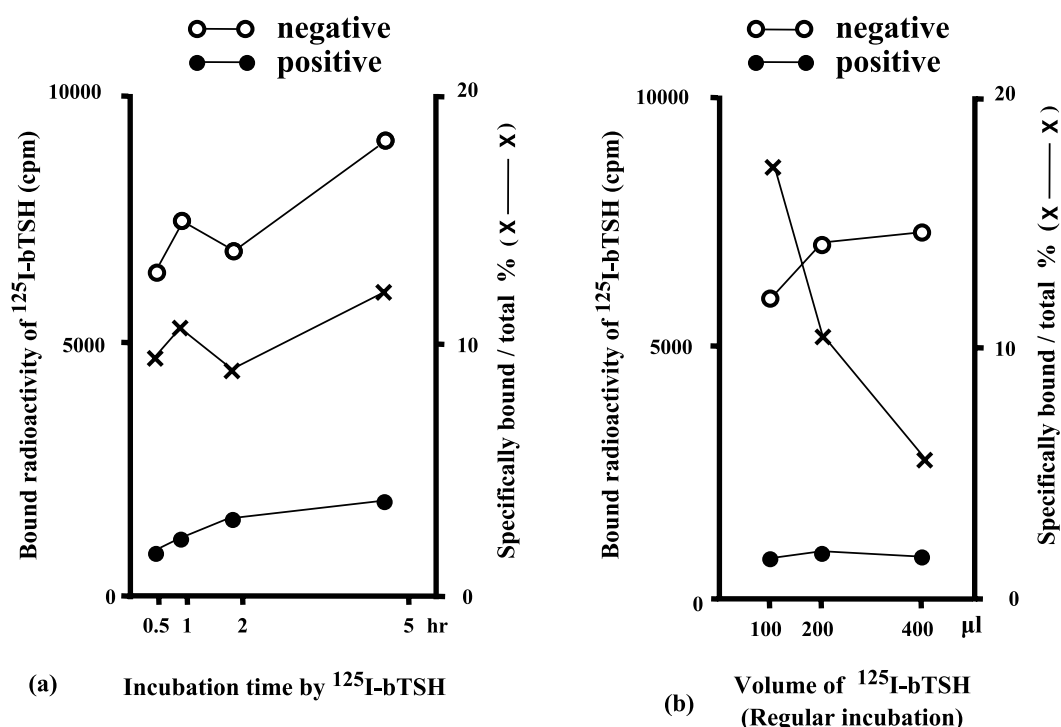 negative
positive
10000
5000
0
Bound radioactivity of ¹²⁵I-bTSH (cpm)
20
10
0
Specifically bound / total % ( x —— x )
0.5 1 2 5 hr
(a) Incubation time by ¹²⁵I-bTSH
negative
positive
10000
5000
0
Bound radioactivity of ¹²⁵I-bTSH (cpm)
20
10
0
Specifically bound / total % ( x —— x )
100 200 400 µl
(b) Volume of ¹²⁵I-bTSH
(Regular incubation)